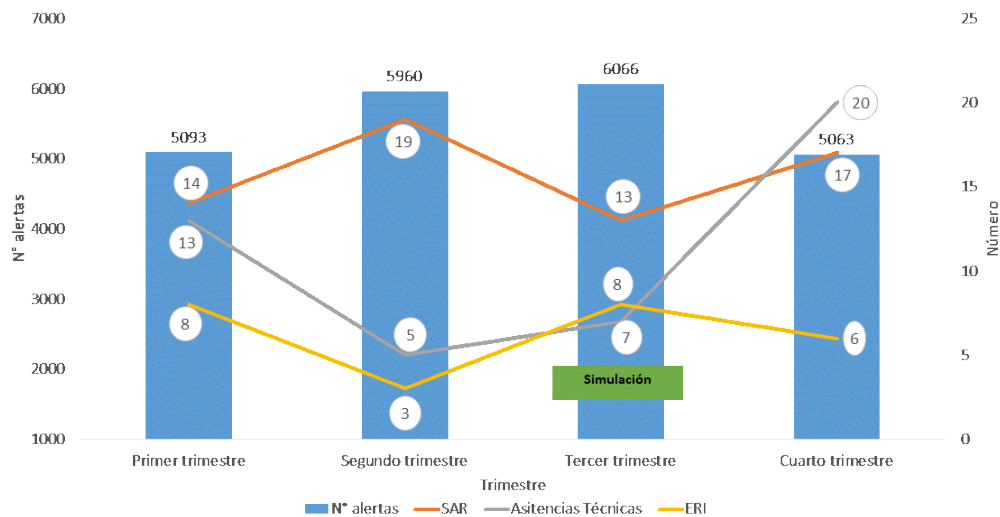 7000
25
6066
5960
6000
20
20
5093
19
5063
5000
14
17
15
13
4000
13
N° alertas
Número
10
3000
8
8
5
7
6
5
2000
Simulación
3
1000
0
Primer trimestre
Segundo trimestre
Tercer trimestre
Cuarto trimestre
Trimestre
N° alertas
SAR
Asitencias Técnicas
ERI